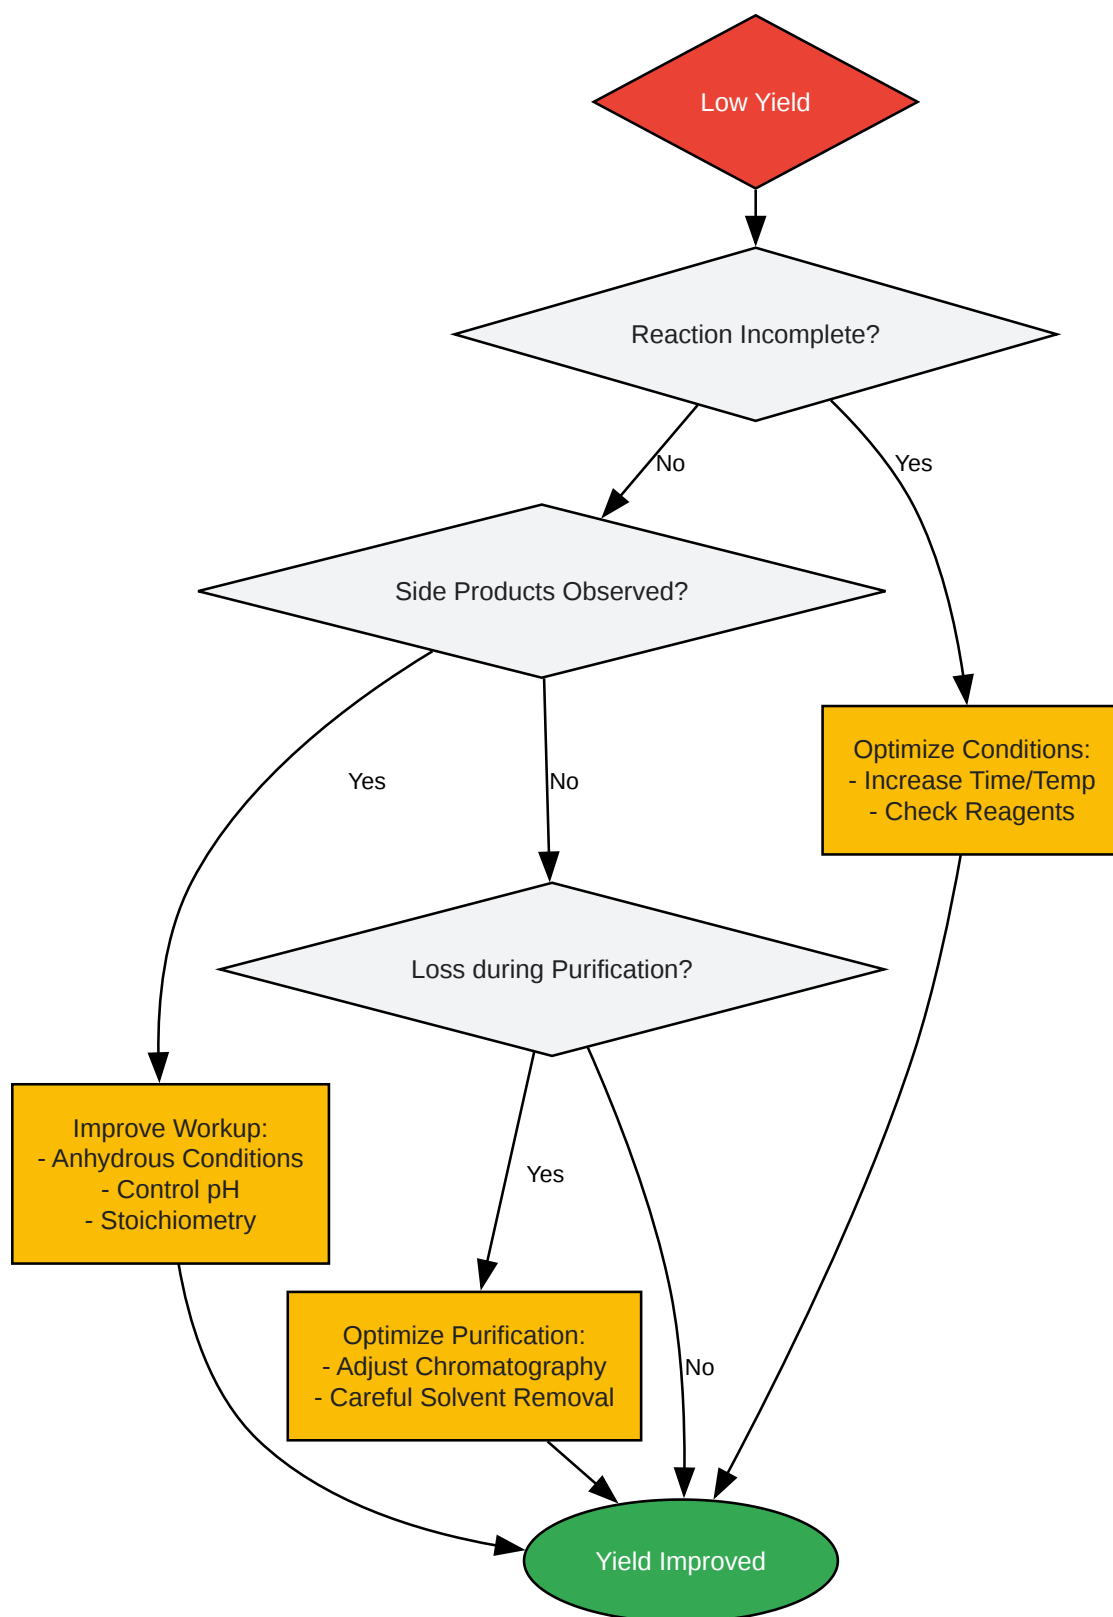 Low Yield
Reaction Incomplete?
No
Yes
Side Products Observed?
Optimize Conditions:
- Increase Time/Temp
- Check Reagents
Yes
No
Loss during Purification?
Improve Workup:
- Anhydrous Conditions
- Control pH
- Stoichiometry
Yes
Optimize Purification:
- Adjust Chromatography
- Careful Solvent Removal
No
Yield Improved